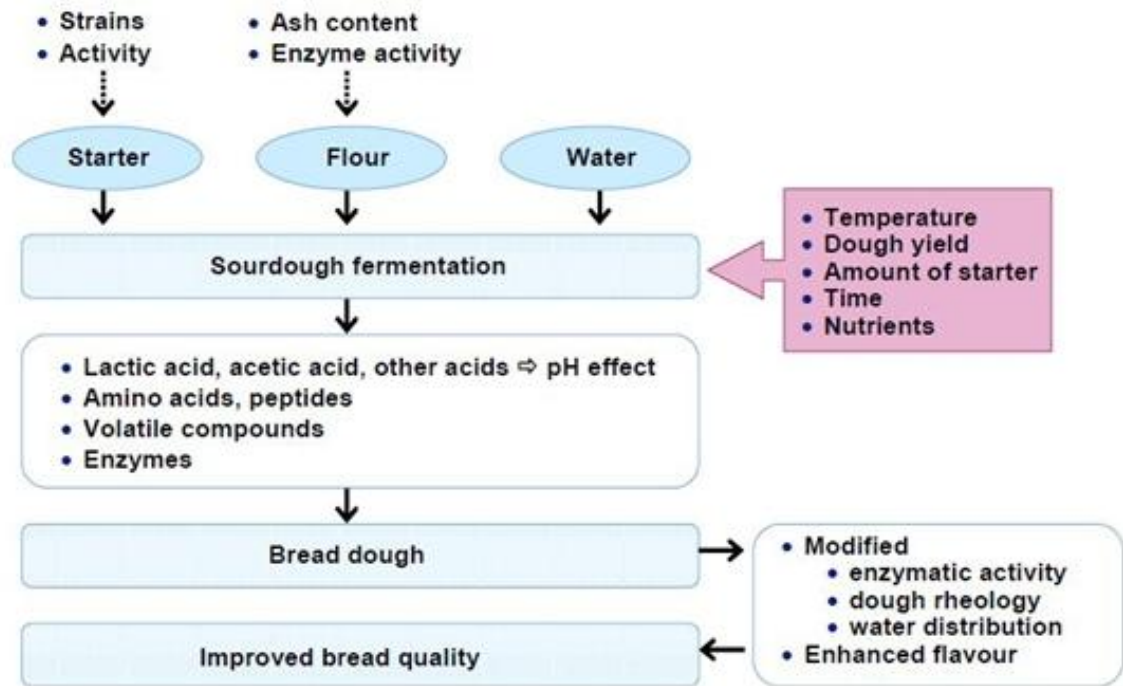 • Strains
• Activity
• Ash content
• Enzyme activity
Starter
Flour
Water
Sourdough fermentation
• Temperature
• Dough yield
• Amount of starter
• Time
• Nutrients
• Lactic acid, acetic acid, other acids ⇨ pH effect
• Amino acids, peptides
• Volatile compounds
• Enzymes
Bread dough
• Modified
• enzymatic activity
• dough rheology
• water distribution
• Enhanced flavour
Improved bread quality